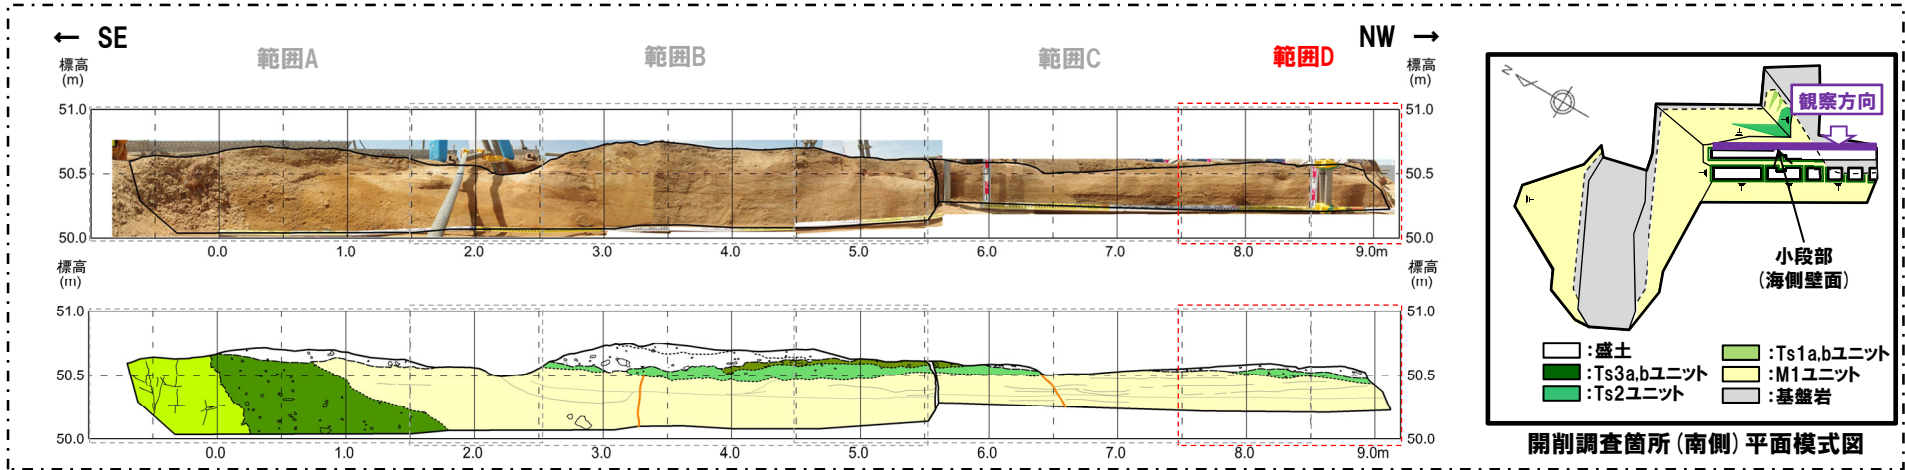 ← SE
NW →
範囲A
範囲B
範囲C
範囲D
標高
(m)
標高
(m)
51.0
50.5
50.0
51.0
50.5
50.0
0.0
1.0
2.0
3.0
4.0
5.0
6.0
7.0
8.0
9.0m
標高
(m)
標高
(m)
51.0
50.5
50.0
51.0
50.5
50.0
0.0
1.0
2.0
3.0
4.0
5.0
6.0
7.0
8.0
9.0m
N
観察方向
小段部
(海側壁面)
:盛土
:Ts3a,bユニット
:Ts2ユニット
:Ts1a,bユニット
:M1ユニット
:基盤岩
開削調査箇所(南側)平面模式図